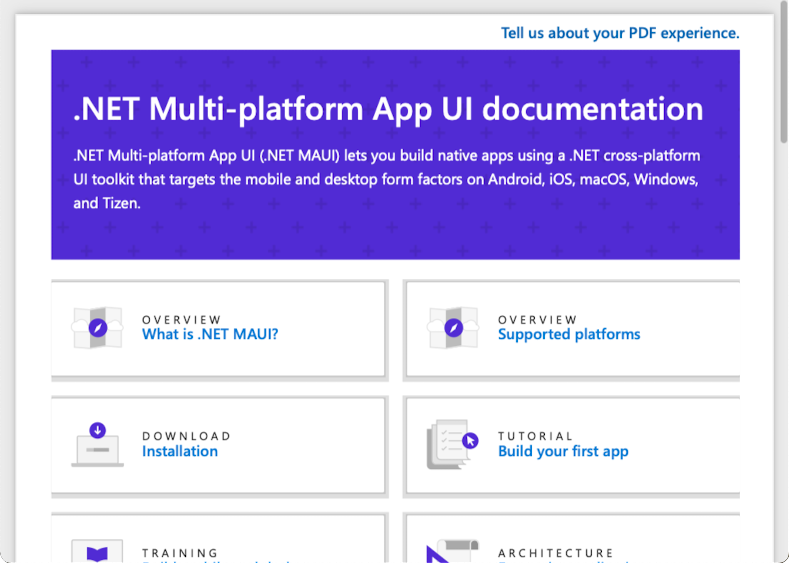 Tell us about your PDF experience.
.NET Multi-platform App UI documentation
.NET Multi-platform App UI (.NET MAUI) lets you build native apps using a .NET cross-platform
UI toolkit that targets the mobile and desktop form factors on Android, iOS, macOS, Windows,
and Tizen.
OVERVIEW
What is .NET MAUI?
OVERVIEW
Supported platforms
DOWNLOAD
Installation
TUTORIAL
Build your first app
TRAINING
ARCHITECTURE